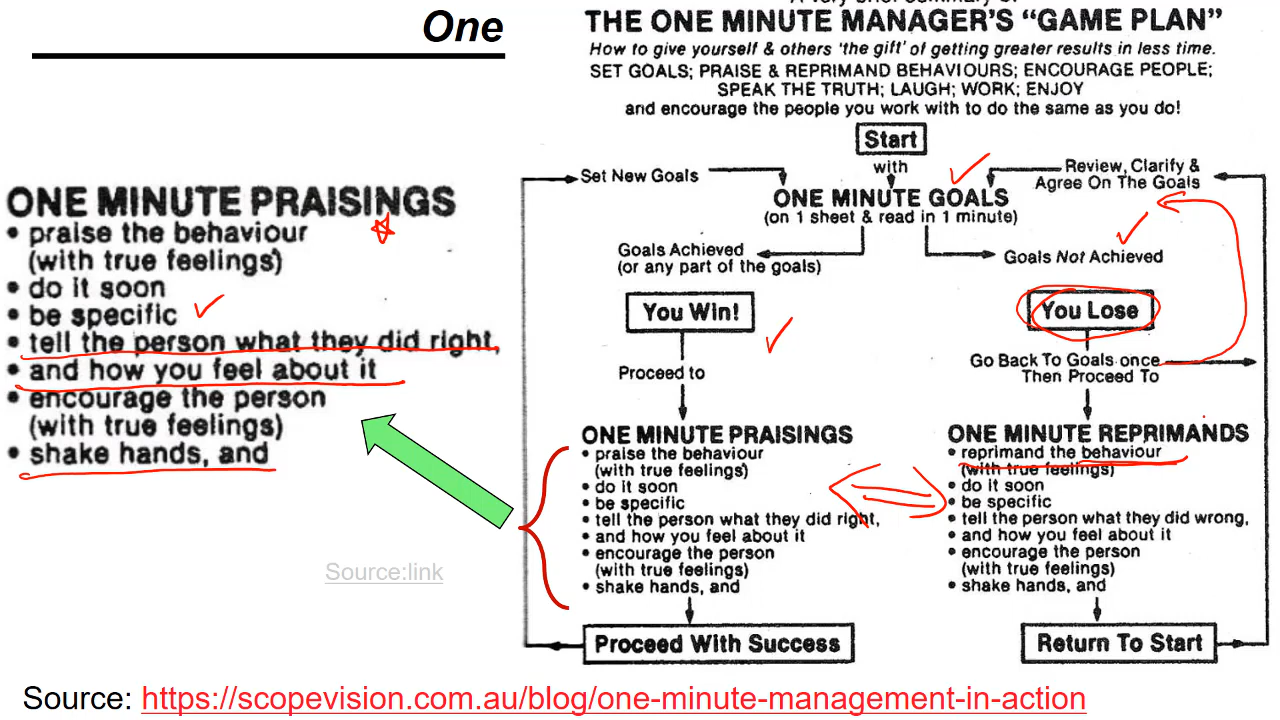 One
A very brief summary of
THE ONE MINUTE MANAGER'S “GAME PLAN”
How to give yourself & others ‘the gift’ of getting greater results in less time.
SET GOALS; PRAISE & REPRIMAND BEHAVIOURS; ENCOURAGE PEOPLE;
SPEAK THE TRUTH; LAUGH; WORK; ENJOY
and encourage the people you work with to do the same as you do!
Start
with
Set New Goals
Review, Clarify &
Agree On The Goals
ONE MINUTE GOALS
(on 1 sheet & read in 1 minute)
Goals Achieved
(or any part of the goals)
Goals Not Achieved
You Win!
You Lose
Proceed to
Go Back To Goals once
Then Proceed To
ONE MINUTE PRAISINGS
• praise the behaviour
(with true feelings)
• do it soon
• be specific
• tell the person what they did right,
• and how you feel about it
• encourage the person
(with true feelings)
• shake hands, and
Proceed With Success
ONE MINUTE REPRIMANDS
• reprimand the behaviour
(with true feelings)
• do it soon
• be specific
• tell the person what they did wrong,
• and how you feel about it
• encourage the person
(with true feelings)
• shake hands, and
Return To Start
ONE MINUTE PRAISINGS
• praise the behaviour
(with true feelings)
• do it soon
• be specific
• tell the person what they did right,
• and how you feel about it
• encourage the person
(with true feelings)
• shake hands, and
Source:link
Source: https://scopevision.com.au/blog/one-minute-management-in-action